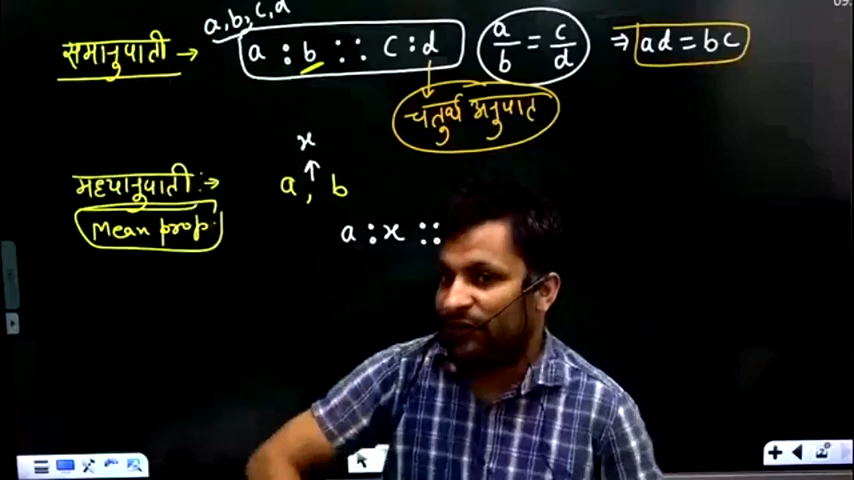 a, b, c, d
समानुपाती → a : b :: c : d a/b = c/d ⇒ ad = bc
चतुर्थ अनुपात
x
मध्यानुपाती :→ a, b
Mean prop.
a : x ::